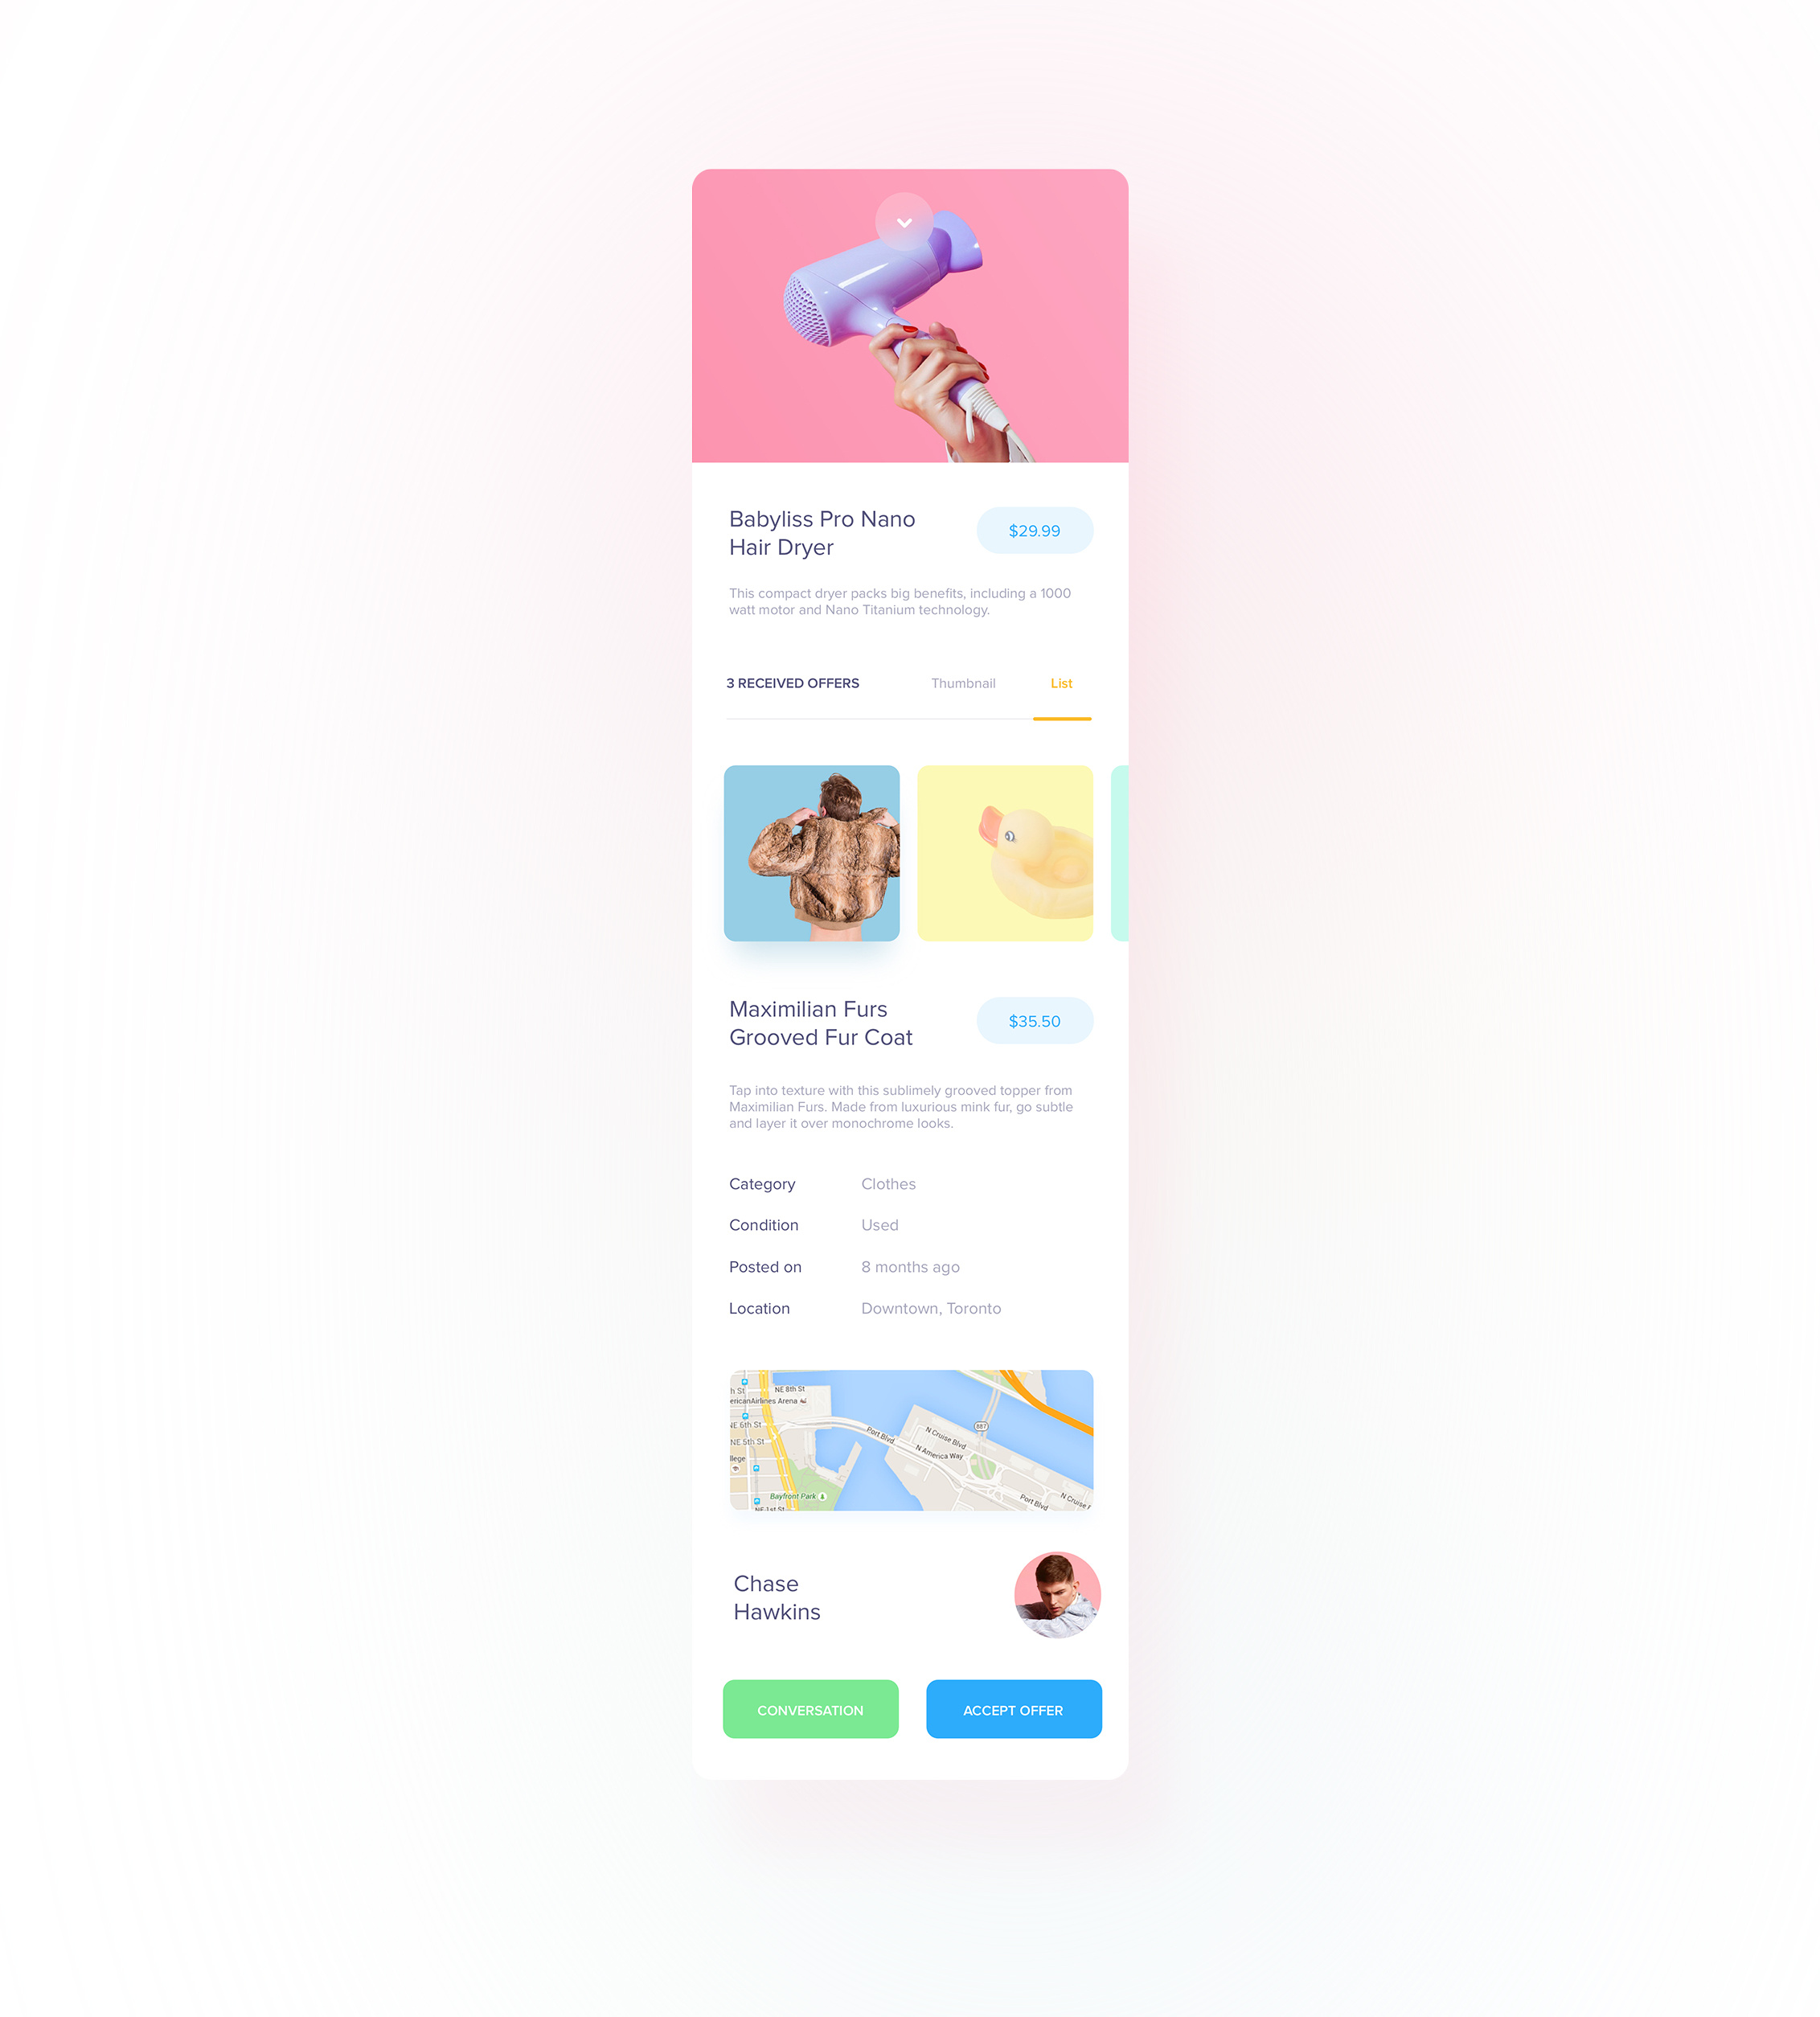 Babyliss Pro Nano
Hair Dryer
$29.99
This compact dryer packs big benefits, including a 1000
watt motor and Nano Titanium technology.
3 RECEIVED OFFERS
Thumbnail
List
Maximilian Furs
Grooved Fur Coat
$35.50
Tap into texture with this sublimely grooved topper from
Maximilian Furs. Made from luxurious mink fur, go subtle
and layer it over monochrome looks.
Category Clothes
Condition Used
Posted on 8 months ago
Location Downtown, Toronto
h St
NE 8th St
ericanAirlines Arena
NE 6th St
NE 5th St
llege
Bayfront Park
NE 1st St
Port Blvd
N Cruise Blvd
N America Way
887
Port Blvd
N Cruise
Chase
Hawkins
CONVERSATION
ACCEPT OFFER